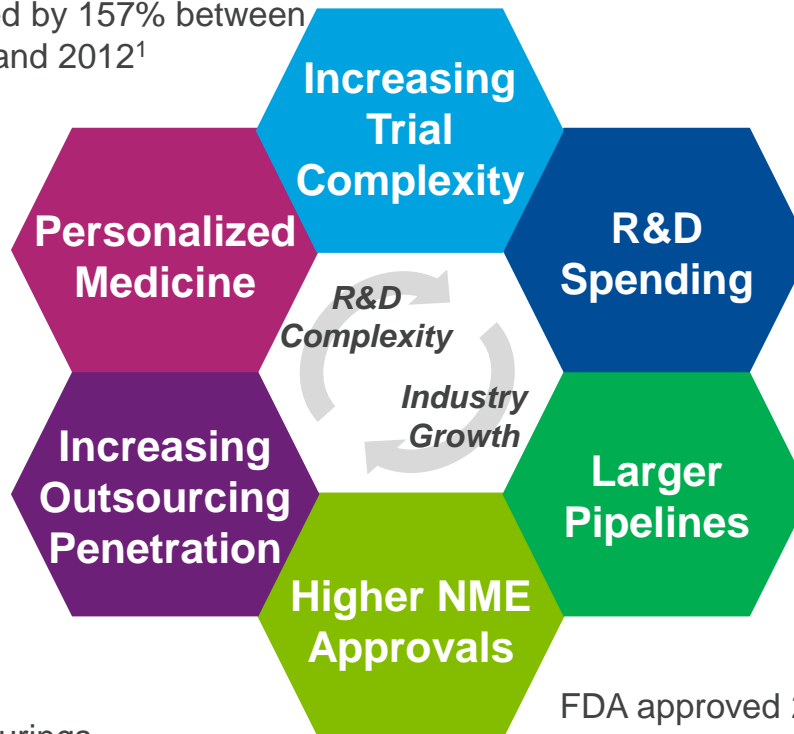 ed by 157% between
and 2012¹
Increasing
Trial
Complexity
Personalized
Medicine
R&D
Spending
R&D
Complexity
Industry
Growth
Increasing
Outsourcing
Penetration
Larger
Pipelines
Higher NME
Approvals
FDA approved